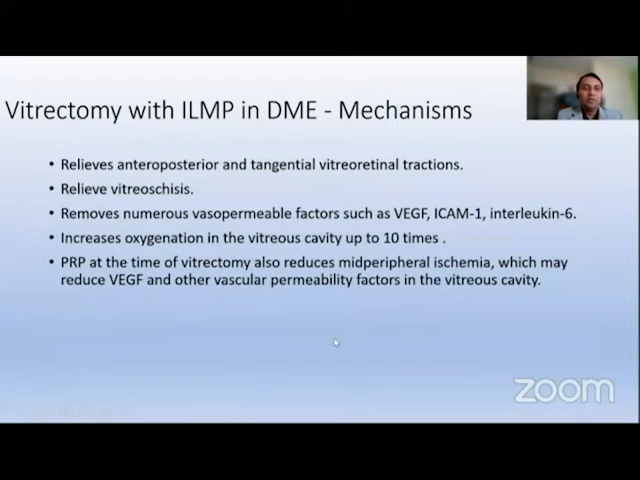 Vitrectomy with ILMP in DME - Mechanisms
• Relieves anteroposterior and tangential vitreoretinal tractions.
• Relieve vitreoschisis.
• Removes numerous vasopermeable factors such as VEGF, ICAM-1, interleukin-6.
• Increases oxygenation in the vitreous cavity up to 10 times .
• PRP at the time of vitrectomy also reduces midperipheral ischemia, which may
reduce VEGF and other vascular permeability factors in the vitreous cavity.
zoom